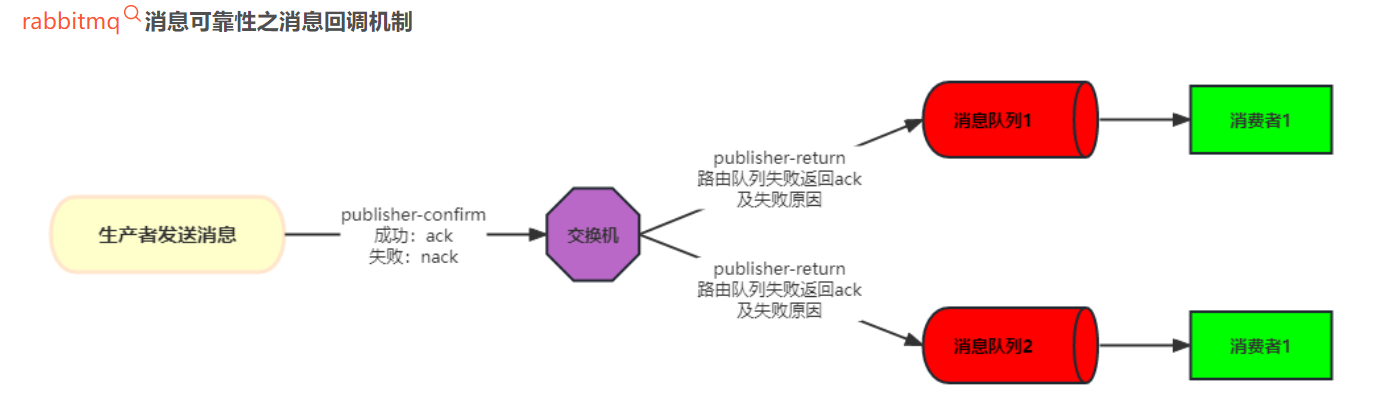 rabbitmq消息可靠性之消息回调机制
生产者发送消息
publisher-confirm
成功：ack
失败：nack
交换机
publisher-return
路由队列失败返回ack
及失败原因
消息队列1
消费者1
publisher-return
路由队列失败返回ack
及失败原因
消息队列2
消费者1